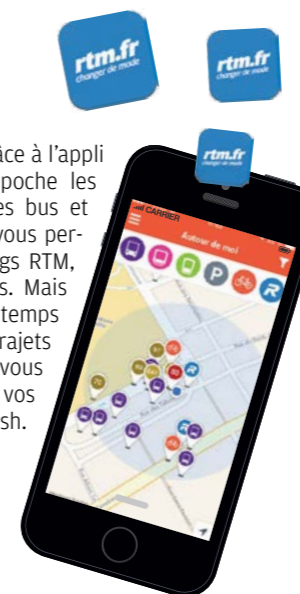 rtm.fr
changer de mode
rtm.fr
changer de mode
rtm.fr
changer de mode
âce à l’appli
poche les
es bus et
vous per-
gs RTM,
s. Mais
temps
rajets
vous
vos
sh.
CARRIER
Autour de moi
P
R